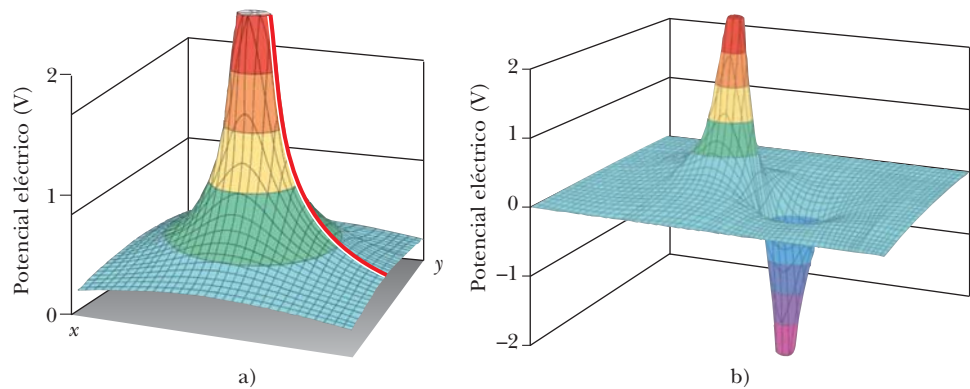 Potencial eléctrico (V)
2
1
0
x
y
a)
Potencial eléctrico (V)
2
1
0
−1
−2
b)